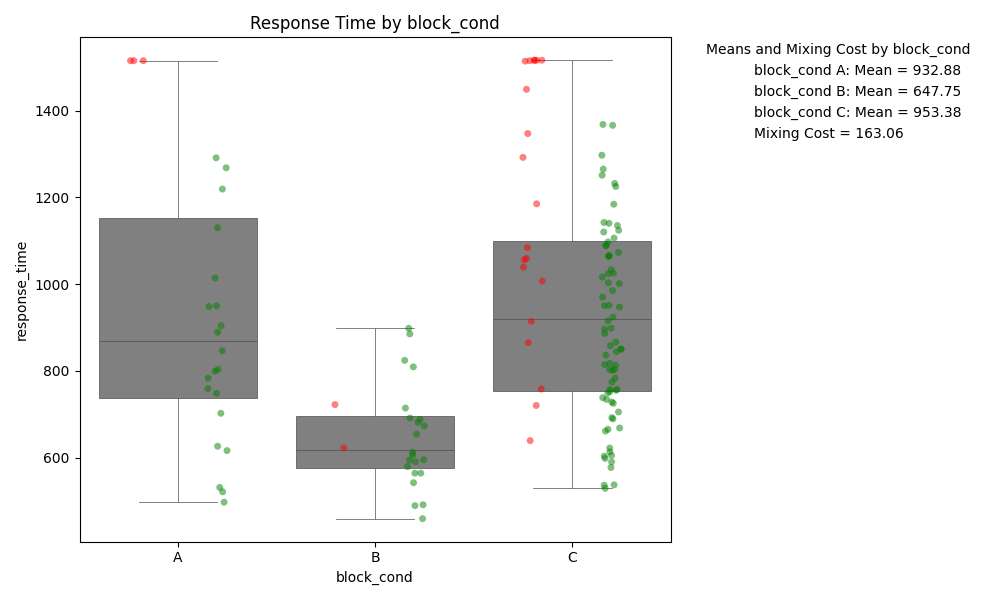 Response Time by block_cond
Means and Mixing Cost by block_cond
block_cond A: Mean = 932.88
block_cond B: Mean = 647.75
block_cond C: Mean = 953.38
Mixing Cost = 163.06
response_time
1400
1200
1000
800
600
A
B
C
block_cond